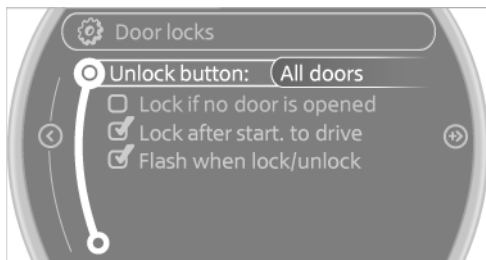 Door locks
Unlock button: All doors
Lock if no door is opened
Lock after start. to drive
Flash when lock/unlock